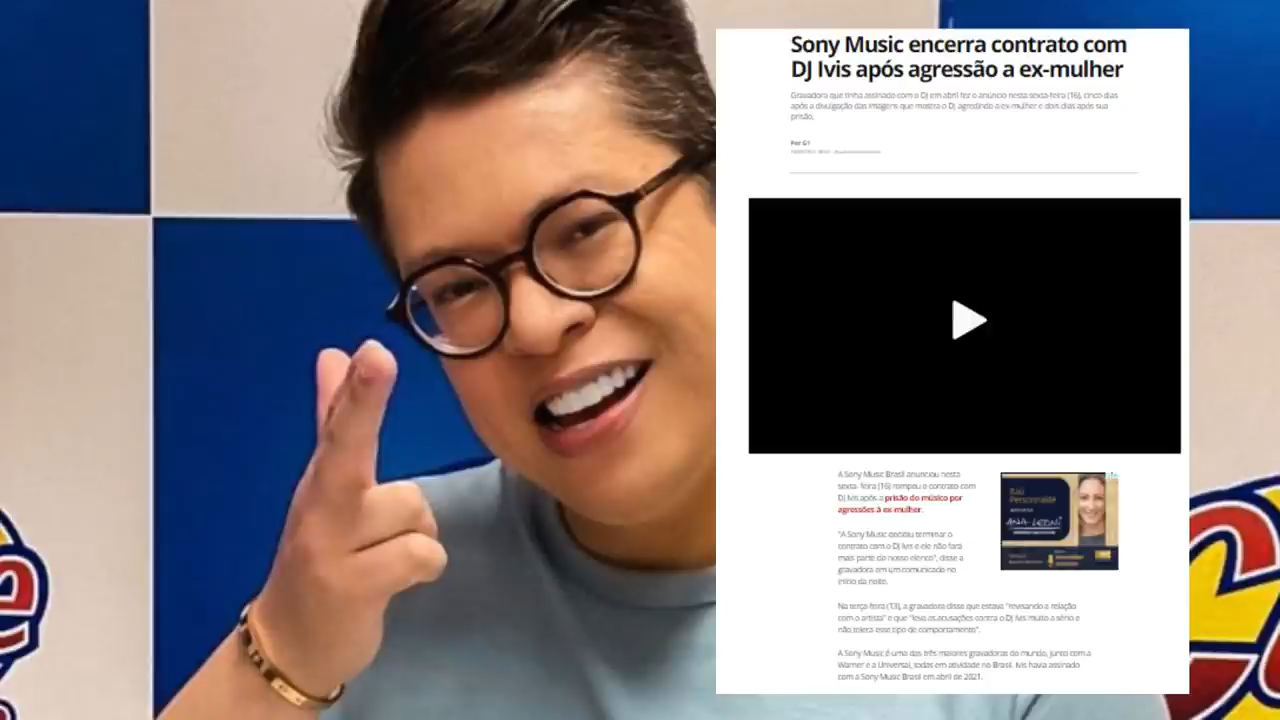 Sony Music encerra contrato com
DJ Ivis após agressão a ex-mulher
Gravadora que tinha assinado com o DJ em abril fez o anúncio nesta sexta-feira (16), cinco dias
após a divulgação das imagens que mostra o DJ agredindo a ex-mulher e dois dias após sua
prisão.
Por G1
A Sony Music Brasil anunciou nesta
sexta- feira (16) rompeu o contrato com
DJ Ivis após a prisão do músico por
agressões à ex-mulher.
"A Sony Music decidiu terminar o
contrato com o DJ Ivis e ele não fará
mais parte do nosso elenco", disse a
gravadora em um comunicado no
início da noite.
Itaú
Personnalité
ANA LEONI
Na terça-feira (13), a gravadora disse que estava "revisando a relação
com o artista" e que "leva as acusações contra o DJ Ivis muito a sério e
não tolera esse tipo de comportamento".
A Sony Music é uma das três maiores gravadoras do mundo, junto com a
Warner e a Universal, todas em atividade no Brasil. Ivis havia assinado
com a Sony Music Brasil em abril de 2021.